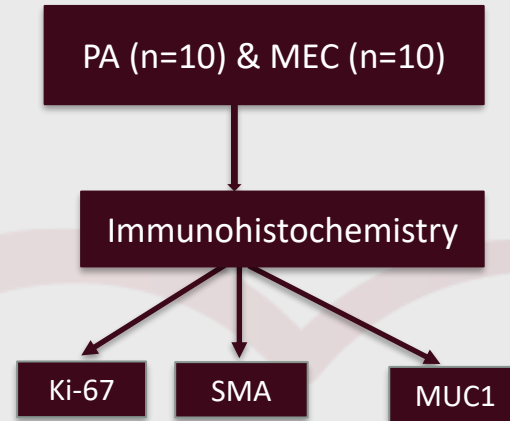 PA (n=10) & MEC (n=10)
Immunohistochemistry
Ki-67
SMA
MUC1